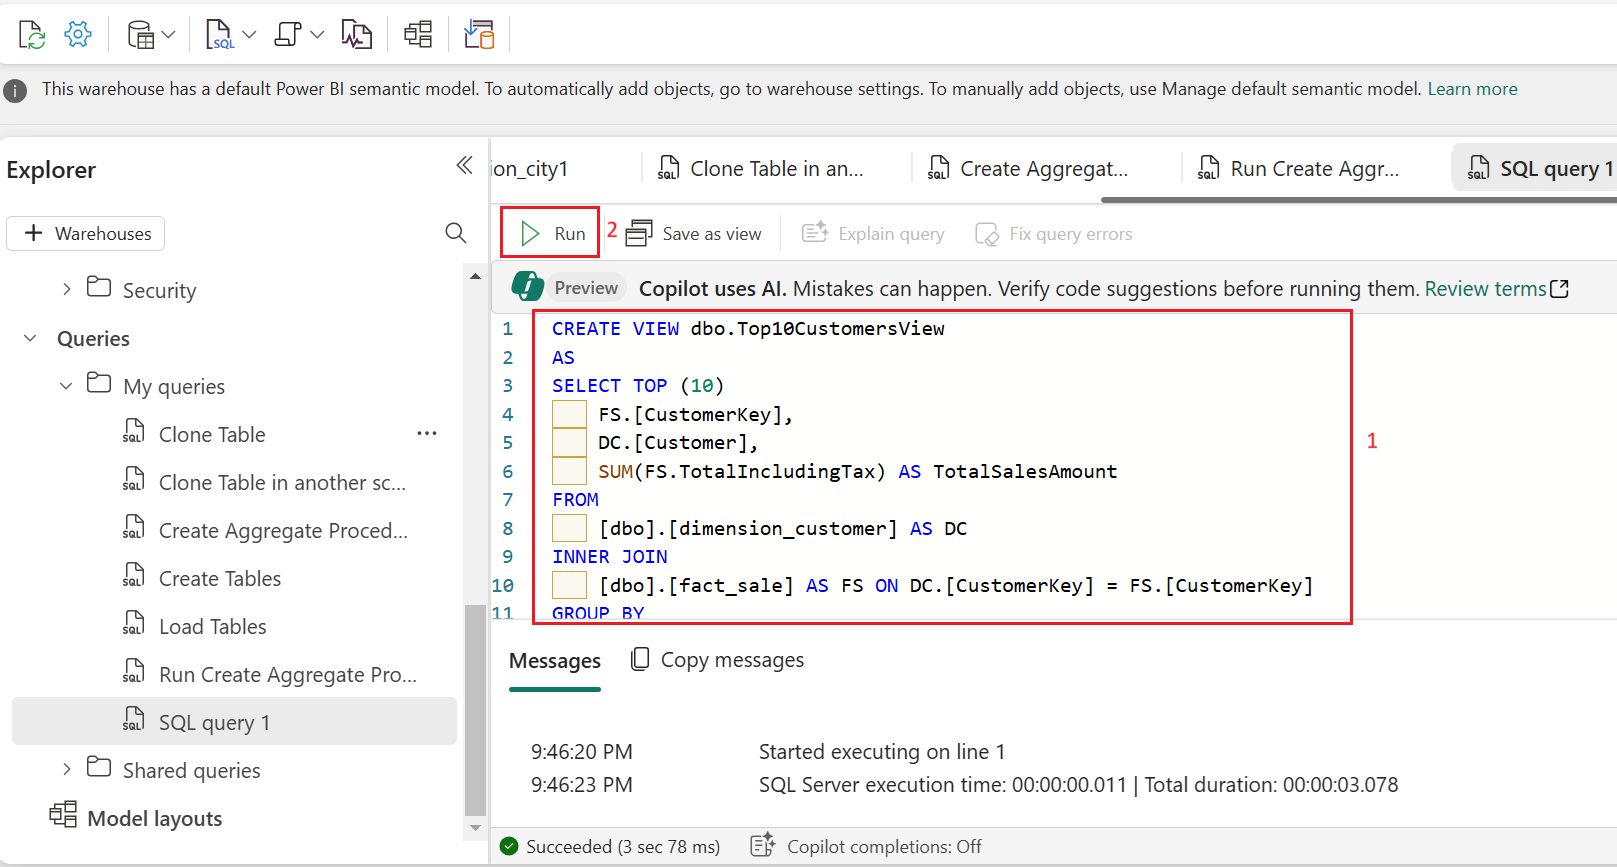 SQL
This warehouse has a default Power BI semantic model. To automatically add objects, go to warehouse settings. To manually add objects, use Manage default semantic model. Learn more
Explorer
Warehouses
Security
Queries
My queries
Clone Table
Clone Table in another sc...
Create Aggregate Proced...
Create Tables
Load Tables
Run Create Aggregate Pro...
SQL query 1
Shared queries
Model layouts
ion_city1
Clone Table in an...
Create Aggregat...
Run Create Aggr...
SQL query 1
Run 2 Save as view Explain query Fix query errors
Preview Copilot uses AI. Mistakes can happen. Verify code suggestions before running them. Review terms
1 CREATE VIEW dbo.Top10CustomersView
2 AS
3 SELECT TOP (10)
4 FS.[CustomerKey],
5 DC.[Customer],
1
6 SUM(FS.TotalIncludingTax) AS TotalSalesAmount
7 FROM
8 [dbo].[dimension_customer] AS DC
9 INNER JOIN
10 [dbo].[fact_sale] AS FS ON DC.[CustomerKey] = FS.[CustomerKey]
11 GROUP BY
Messages Copy messages
9:46:20 PM Started executing on line 1
9:46:23 PM SQL Server execution time: 00:00:00.011 | Total duration: 00:00:03.078
Succeeded (3 sec 78 ms) Copilot completions: Off